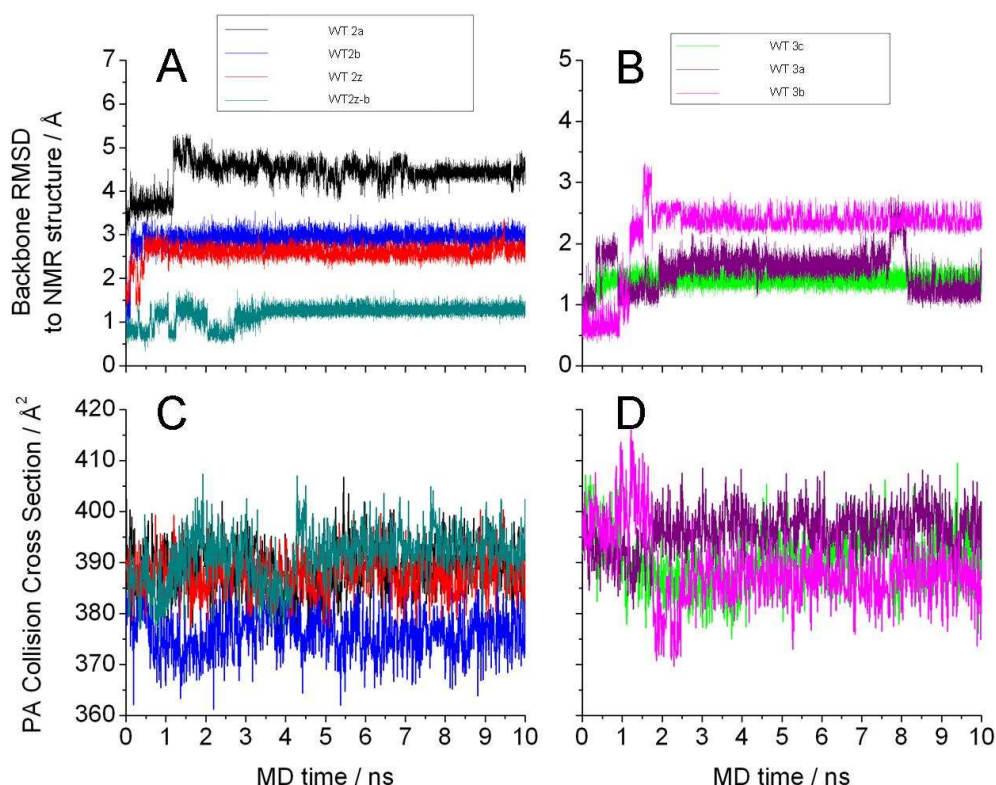 WT 2a
WT2b
WT 2z
WT2z-b
WT 3c
WT 3a
WT 3b
A
B
Backbone RMSD
to NMR structure / Å
7
6
5
4
3
2
1
0
5
4
3
2
1
0
C
D
PA Collision Cross Section / Å²
420
410
400
390
380
370
360
0 1 2 3 4 5 6 7 8 9 10
0 1 2 3 4 5 6 7 8 9 10
MD time / ns
MD time / ns